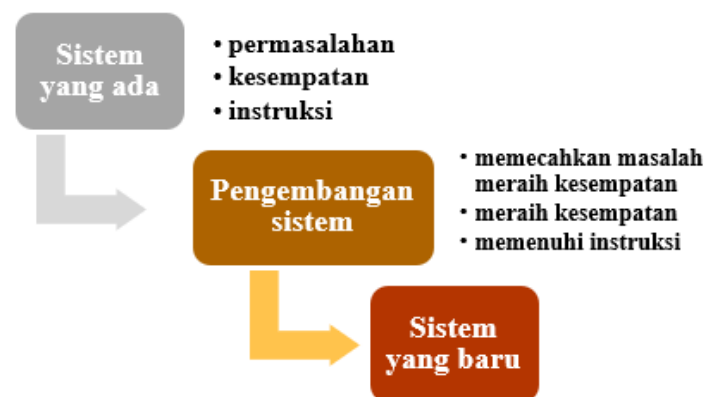 Sistem
yang ada
• permasalahan
• kesempatan
• instruksi
Pengembangan
sistem
• memecahkan masalah
meraih kesempatan
• meraih kesempatan
• memenuhi instruksi
Sistem
yang baru